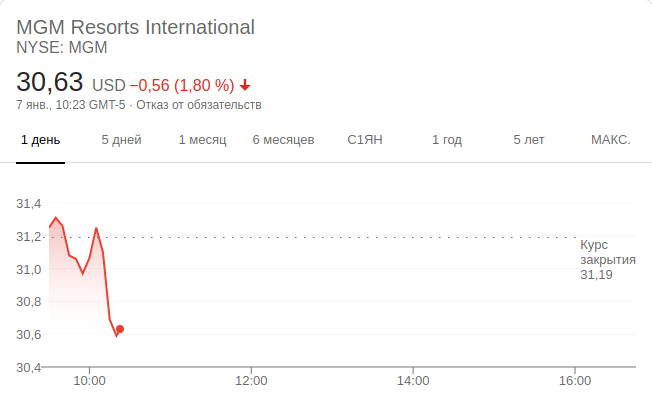 MGM Resorts International
NYSE: MGM
30,63 USD −0,56 (1,80 %)
7 янв., 10:23 GMT-5 · Отказ от обязательств
1 день 5 дней 1 месяц 6 месяцев С1ЯН 1 год 5 лет МАКС.
31,4
31,2
31,0
30,8
30,6
30,4
Курс
закрытия
31,19
10:00 12:00 14:00 16:00